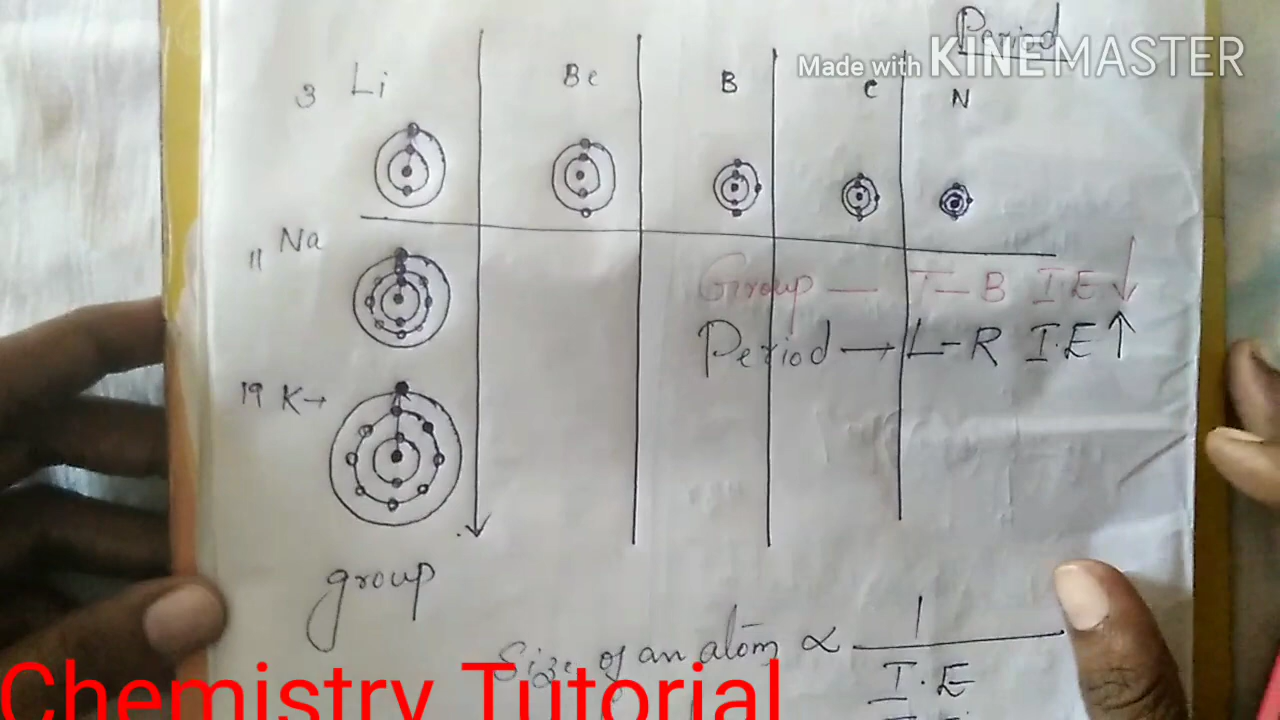 Period
Made with KINEMASTER
3 Li Be B C N
11 Na
Group — T-B I.E ↓
Period → L-R I.E ↑
19 K→
group
Size of an atom ∝ 1
I.E
Chemistry Tutorial